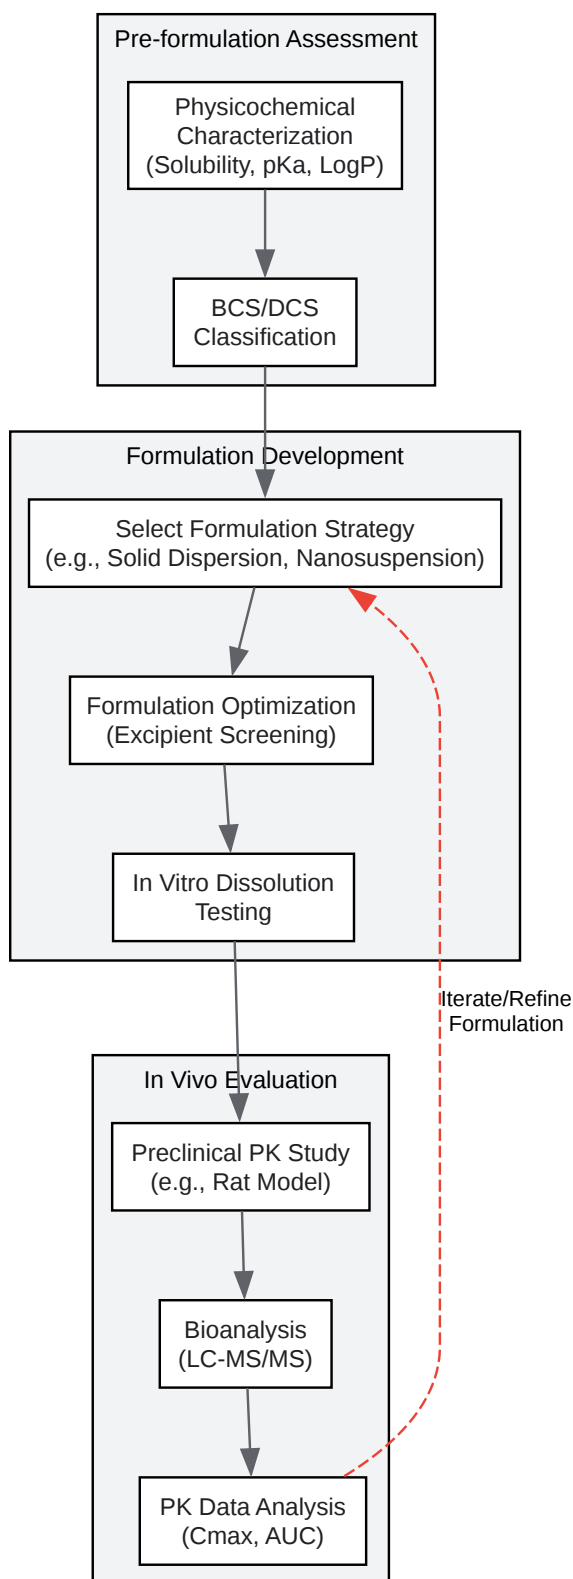 Pre-formulation Assessment
Physicochemical
Characterization
(Solubility, pKa, LogP)
BCS/DCS
Classification
Formulation Development
Select Formulation Strategy
(e.g., Solid Dispersion, Nanosuspension)
Formulation Optimization
(Excipient Screening)
In Vitro Dissolution
Testing
Iterate/Refine
Formulation
In Vivo Evaluation
Preclinical PK Study
(e.g., Rat Model)
Bioanalysis
(LC-MS/MS)
PK Data Analysis
(Cmax, AUC)